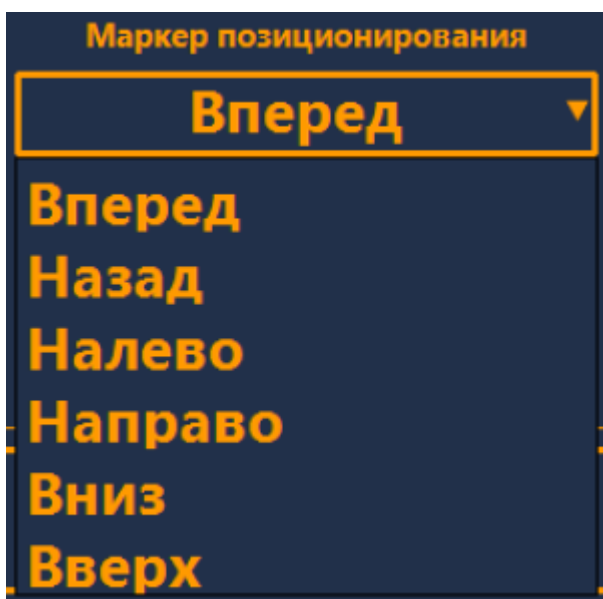 Маркер позиционирования
Вперед
Вперед
Назад
Налево
Направо
Вниз
Вверх